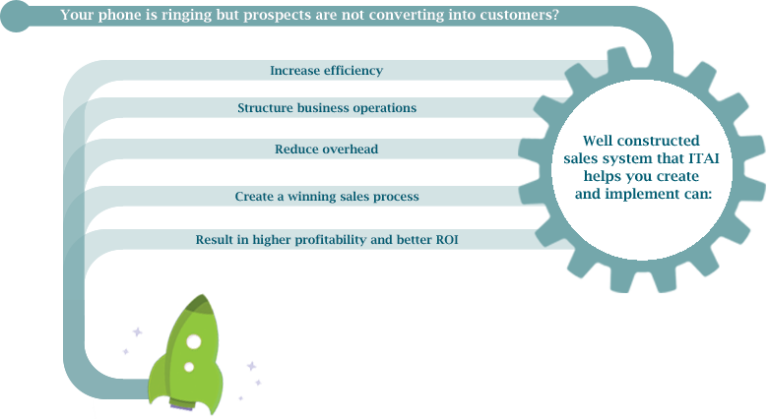 Your phone is ringing but prospects are not converting into customers?
Well constructed
sales system that ITAI
helps you create
and implement can:
Increase efficiency
Structure business operations
Reduce overhead
Create a winning sales process
Result in higher profitability and better ROI